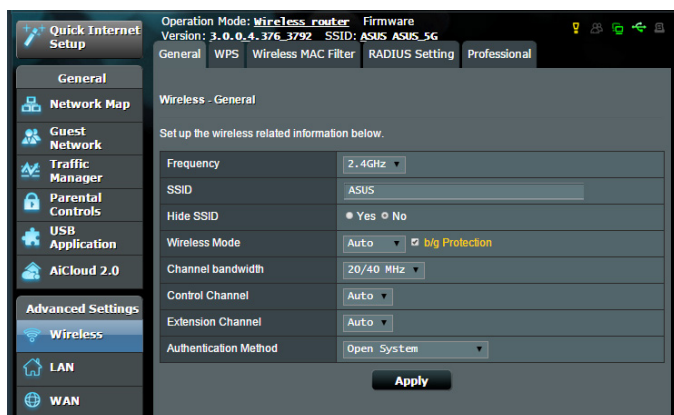 Quick Internet
Setup
Operation Mode: Wireless router Firmware
Version: 3.0.0.4.376_3792 SSID: ASUS ASUS_5G
General WPS Wireless MAC Filter RADIUS Setting Professional
General
Network Map
Guest
Network
Traffic
Manager
Parental
Controls
USB
Application
AiCloud 2.0
Advanced Settings
Wireless
LAN
WAN
Wireless - General
Set up the wireless related information below.
Frequency 2.4GHz
SSID ASUS
Hide SSID Yes No
Wireless Mode Auto b/g Protection
Channel bandwidth 20/40 MHz
Control Channel Auto
Extension Channel Auto
Authentication Method Open System
Apply